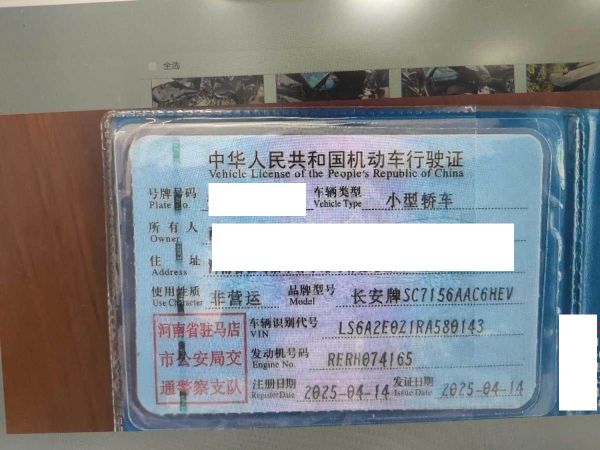 全选
中华人民共和国机动车行驶证
Vehicle License of the People's Republic of China
号牌号码 车辆类型 小型轿车
Plate No. Vehicle Type
所有人
Owner
住址
Address
使用性质 非营运 品牌型号 长安牌SC7156AAC6HEV
Use Character Model
河南省驻马店 车辆识别代号 LS6A2E0Z1RA580143
VIN
市公安局交 发动机号码 RERH074165
Engine No.
通警察支队 注册日期 2025-04-14 发证日期 2025-04-14
Register Date Issue Date